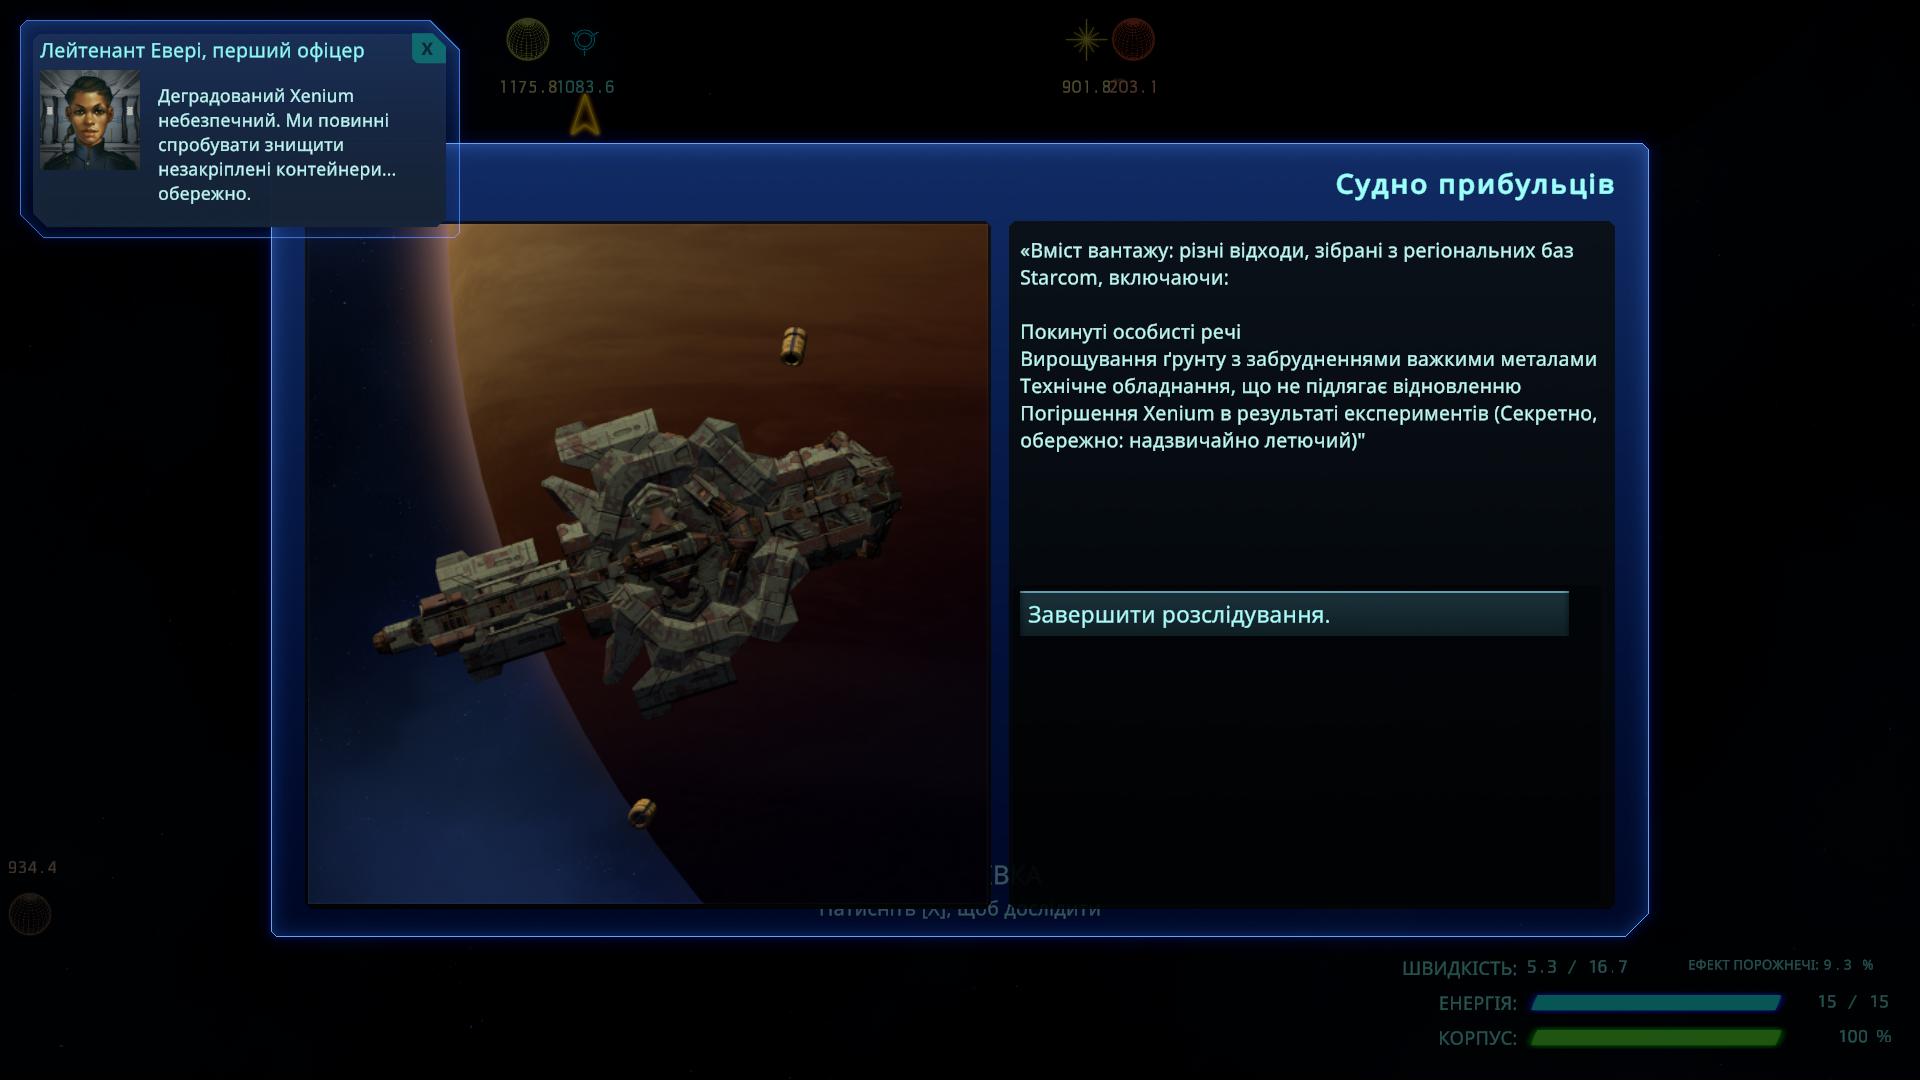 Лейтенант Евері, перший офіцер
X
Деградований Xenium
небезпечний. Ми повинні
спробувати знищити
незакріплені контейнери...
обережно.
1175.8
1083.6
901.8
203.1
Судно прибульців
«Вміст вантажу: різні відходи, зібрані з регіональних баз
Starcom, включаючи:
Покинуті особисті речі
Вирощування ґрунту з забрудненнями важкими металами
Технічне обладнання, що не підлягає відновленню
Погіршення Xenium в результаті експериментів (Секретно,
обережно: надзвичайно летючий)"
Завершити розслідування.
934.4
Натисніть [X], щоб дослідити
ШВИДКІСТЬ: 5.3 / 16.7
ЕФЕКТ ПОРОЖНЕЧІ: 9.3 %
ЕНЕРГІЯ: 15 / 15
КОРПУС: 100 %